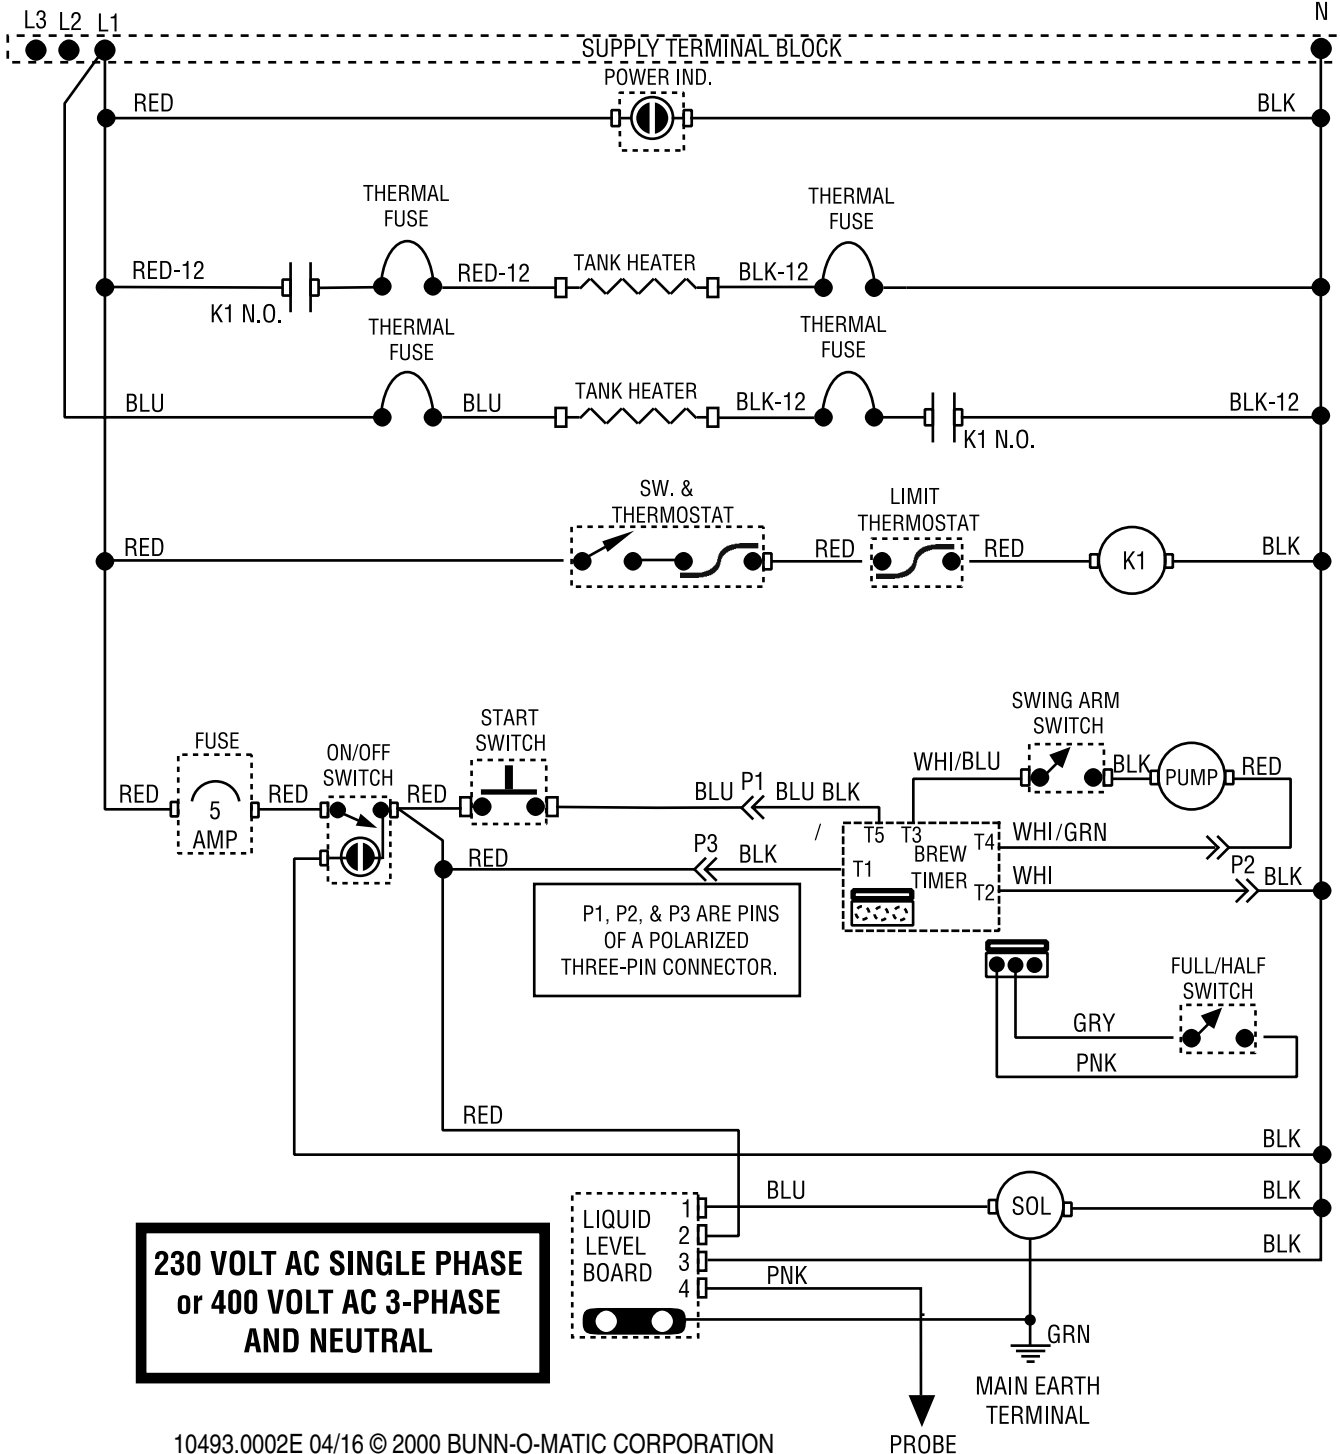 L3 L2 L1
N
SUPPLY TERMINAL BLOCK
POWER IND.
RED
BLK
THERMAL
FUSE
THERMAL
FUSE
RED-12
K1 N.O.
RED-12
TANK HEATER
BLK-12
THERMAL
FUSE
THERMAL
FUSE
BLU
BLU
TANK HEATER
BLK-12
K1 N.O.
BLK-12
SW. &
THERMOSTAT
LIMIT
THERMOSTAT
RED
RED
RED
K1
BLK
FUSE
5
AMP
RED
RED
ON/OFF
SWITCH
RED
START
SWITCH
BLU
P1
BLU BLK
/
SWING ARM
SWITCH
WHI/BLU
BLK
PUMP
RED
RED
P3
BLK
T5
T3
T4
T1
BREW
TIMER
T2
WHI/GRN
WHI
P2
BLK
P1, P2, & P3 ARE PINS
OF A POLARIZED
THREE-PIN CONNECTOR.
FULL/HALF
SWITCH
GRY
PNK
RED
BLK
LIQUID
LEVEL
BOARD
1
2
3
4
BLU
SOL
BLK
BLK
PNK
GRN
MAIN EARTH
TERMINAL
PROBE
230 VOLT AC SINGLE PHASE
or 400 VOLT AC 3-PHASE
AND NEUTRAL
10493.0002E 04/16 © 2000 BUNN-O-MATIC CORPORATION